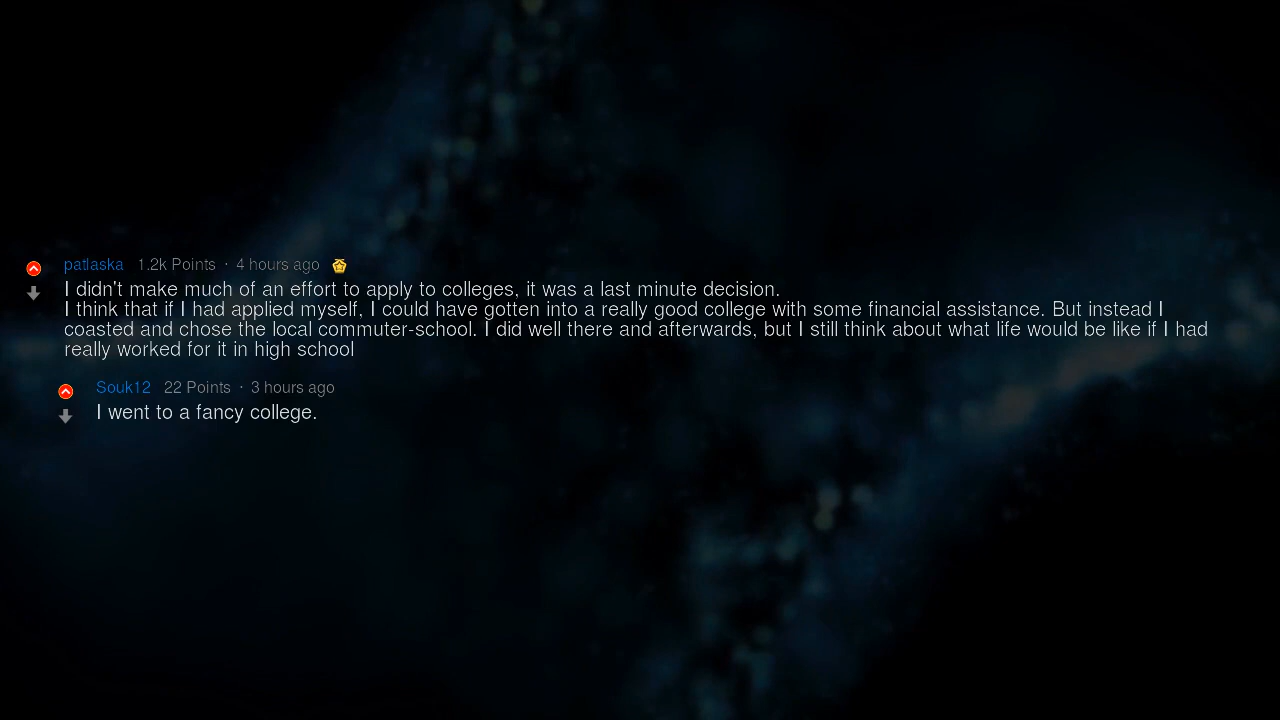 patlaska 1.2k Points · 4 hours ago
I didn't make much of an effort to apply to colleges, it was a last minute decision.
I think that if I had applied myself, I could have gotten into a really good college with some financial assistance. But instead I
coasted and chose the local commuter-school. I did well there and afterwards, but I still think about what life would be like if I had
really worked for it in high school
Souk12 22 Points · 3 hours ago
I went to a fancy college.